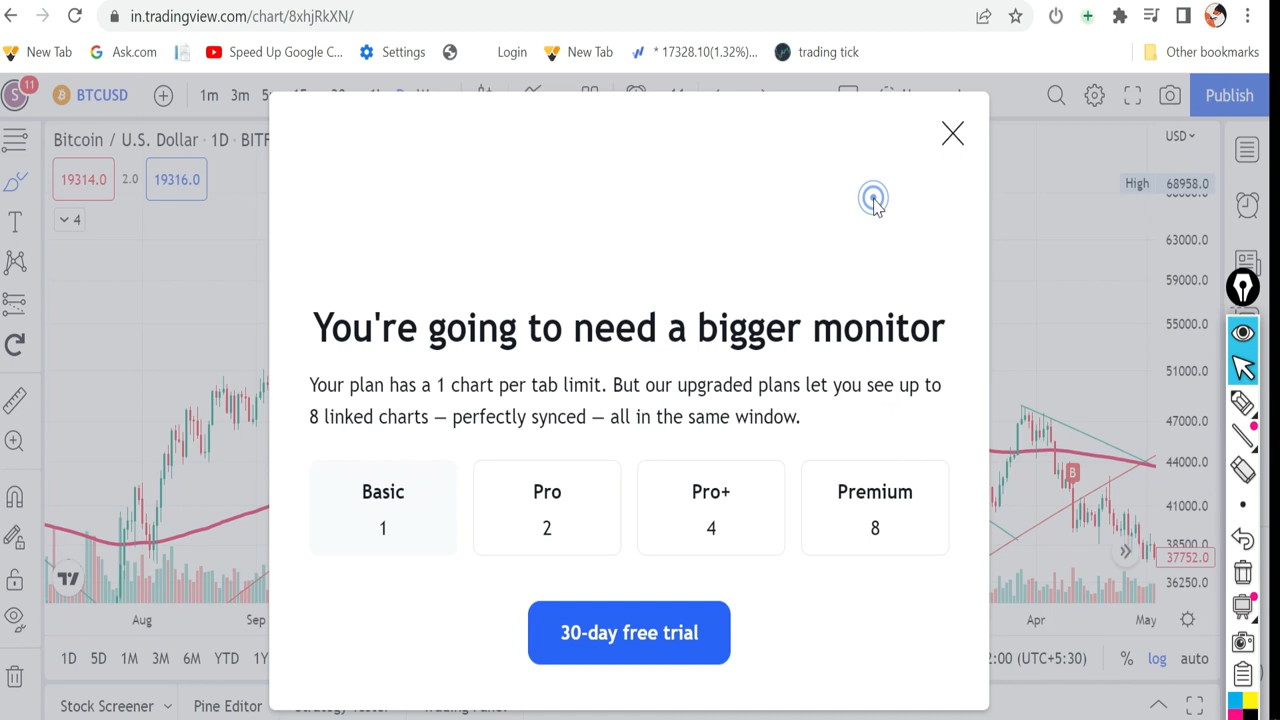 in.tradingview.com/chart/8xhjRkXN/
New Tab
Ask.com
Speed Up Google C...
Settings
Login
New Tab
* 17328.10(1.32%)...
trading tick
Other bookmarks
S 11
BTCUSD
1m 3m
Publish
Bitcoin / U.S. Dollar · 1D · BITF
USD
19314.0 2.0 19316.0
High 68958.0
4
63000.0
59000.0
55000.0
51000.0
47000.0
44000.0
41000.0
38500.0
37752.0
36250.0
B
You're going to need a bigger monitor
Your plan has a 1 chart per tab limit. But our upgraded plans let you see up to
8 linked charts — perfectly synced — all in the same window.
Basic Pro Pro+ Premium
1 2 4 8
30-day free trial
Aug Sep Apr May
1D 5D 1M 3M 6M YTD 1Y
2:00 (UTC+5:30) % log auto
Stock Screener Pine Editor